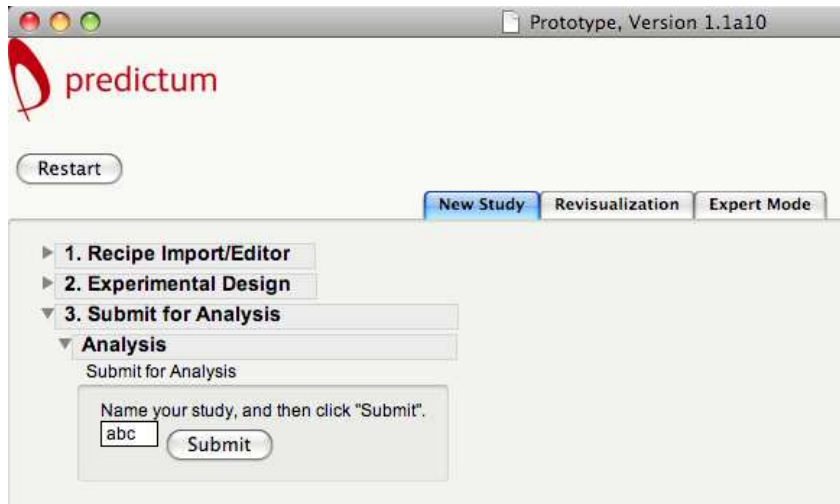 Prototype, Version 1.1a10
predictum
Restart
New Study Revisualization Expert Mode
1. Recipe Import/Editor
2. Experimental Design
3. Submit for Analysis
Analysis
Submit for Analysis
Name your study, and then click "Submit".
abc Submit